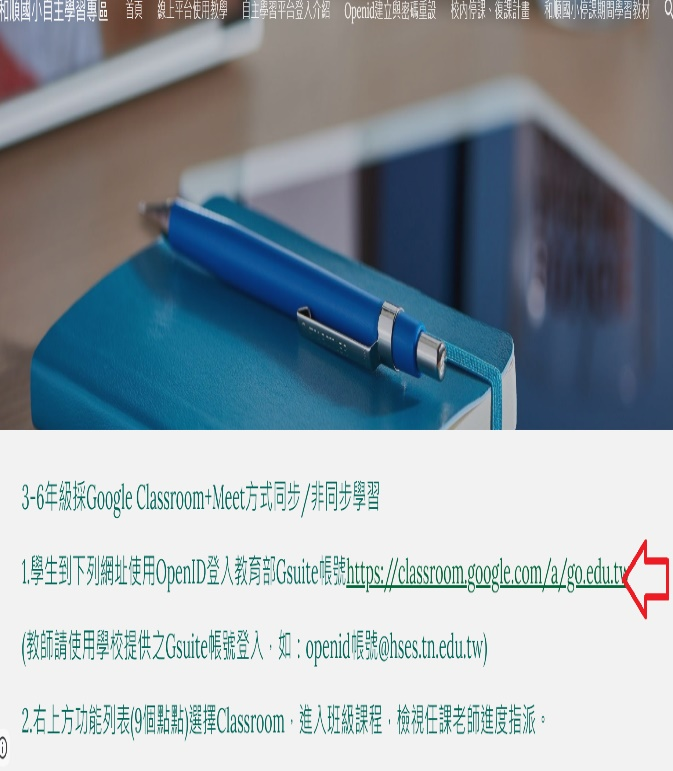 和順國小自主學習專區 首頁 線上平台使用教學 自主學習平台登入介紹 Openid建立與密碼重設 校內停課、復課計畫 和順國小停課期間學習教材
3-6年級採Google Classroom+Meet方式同步/非同步學習
1.學生到下列網址使用OpenID登入教育部Gsuite帳號https://classroom.google.com/a/go.edu.tw
(教師請使用學校提供之Gsuite帳號登入，如：openid帳號@hses.tn.edu.tw)
2.右上方功能列表(9個點點)選擇Classroom，進入班級課程，檢視任課老師進度指派。